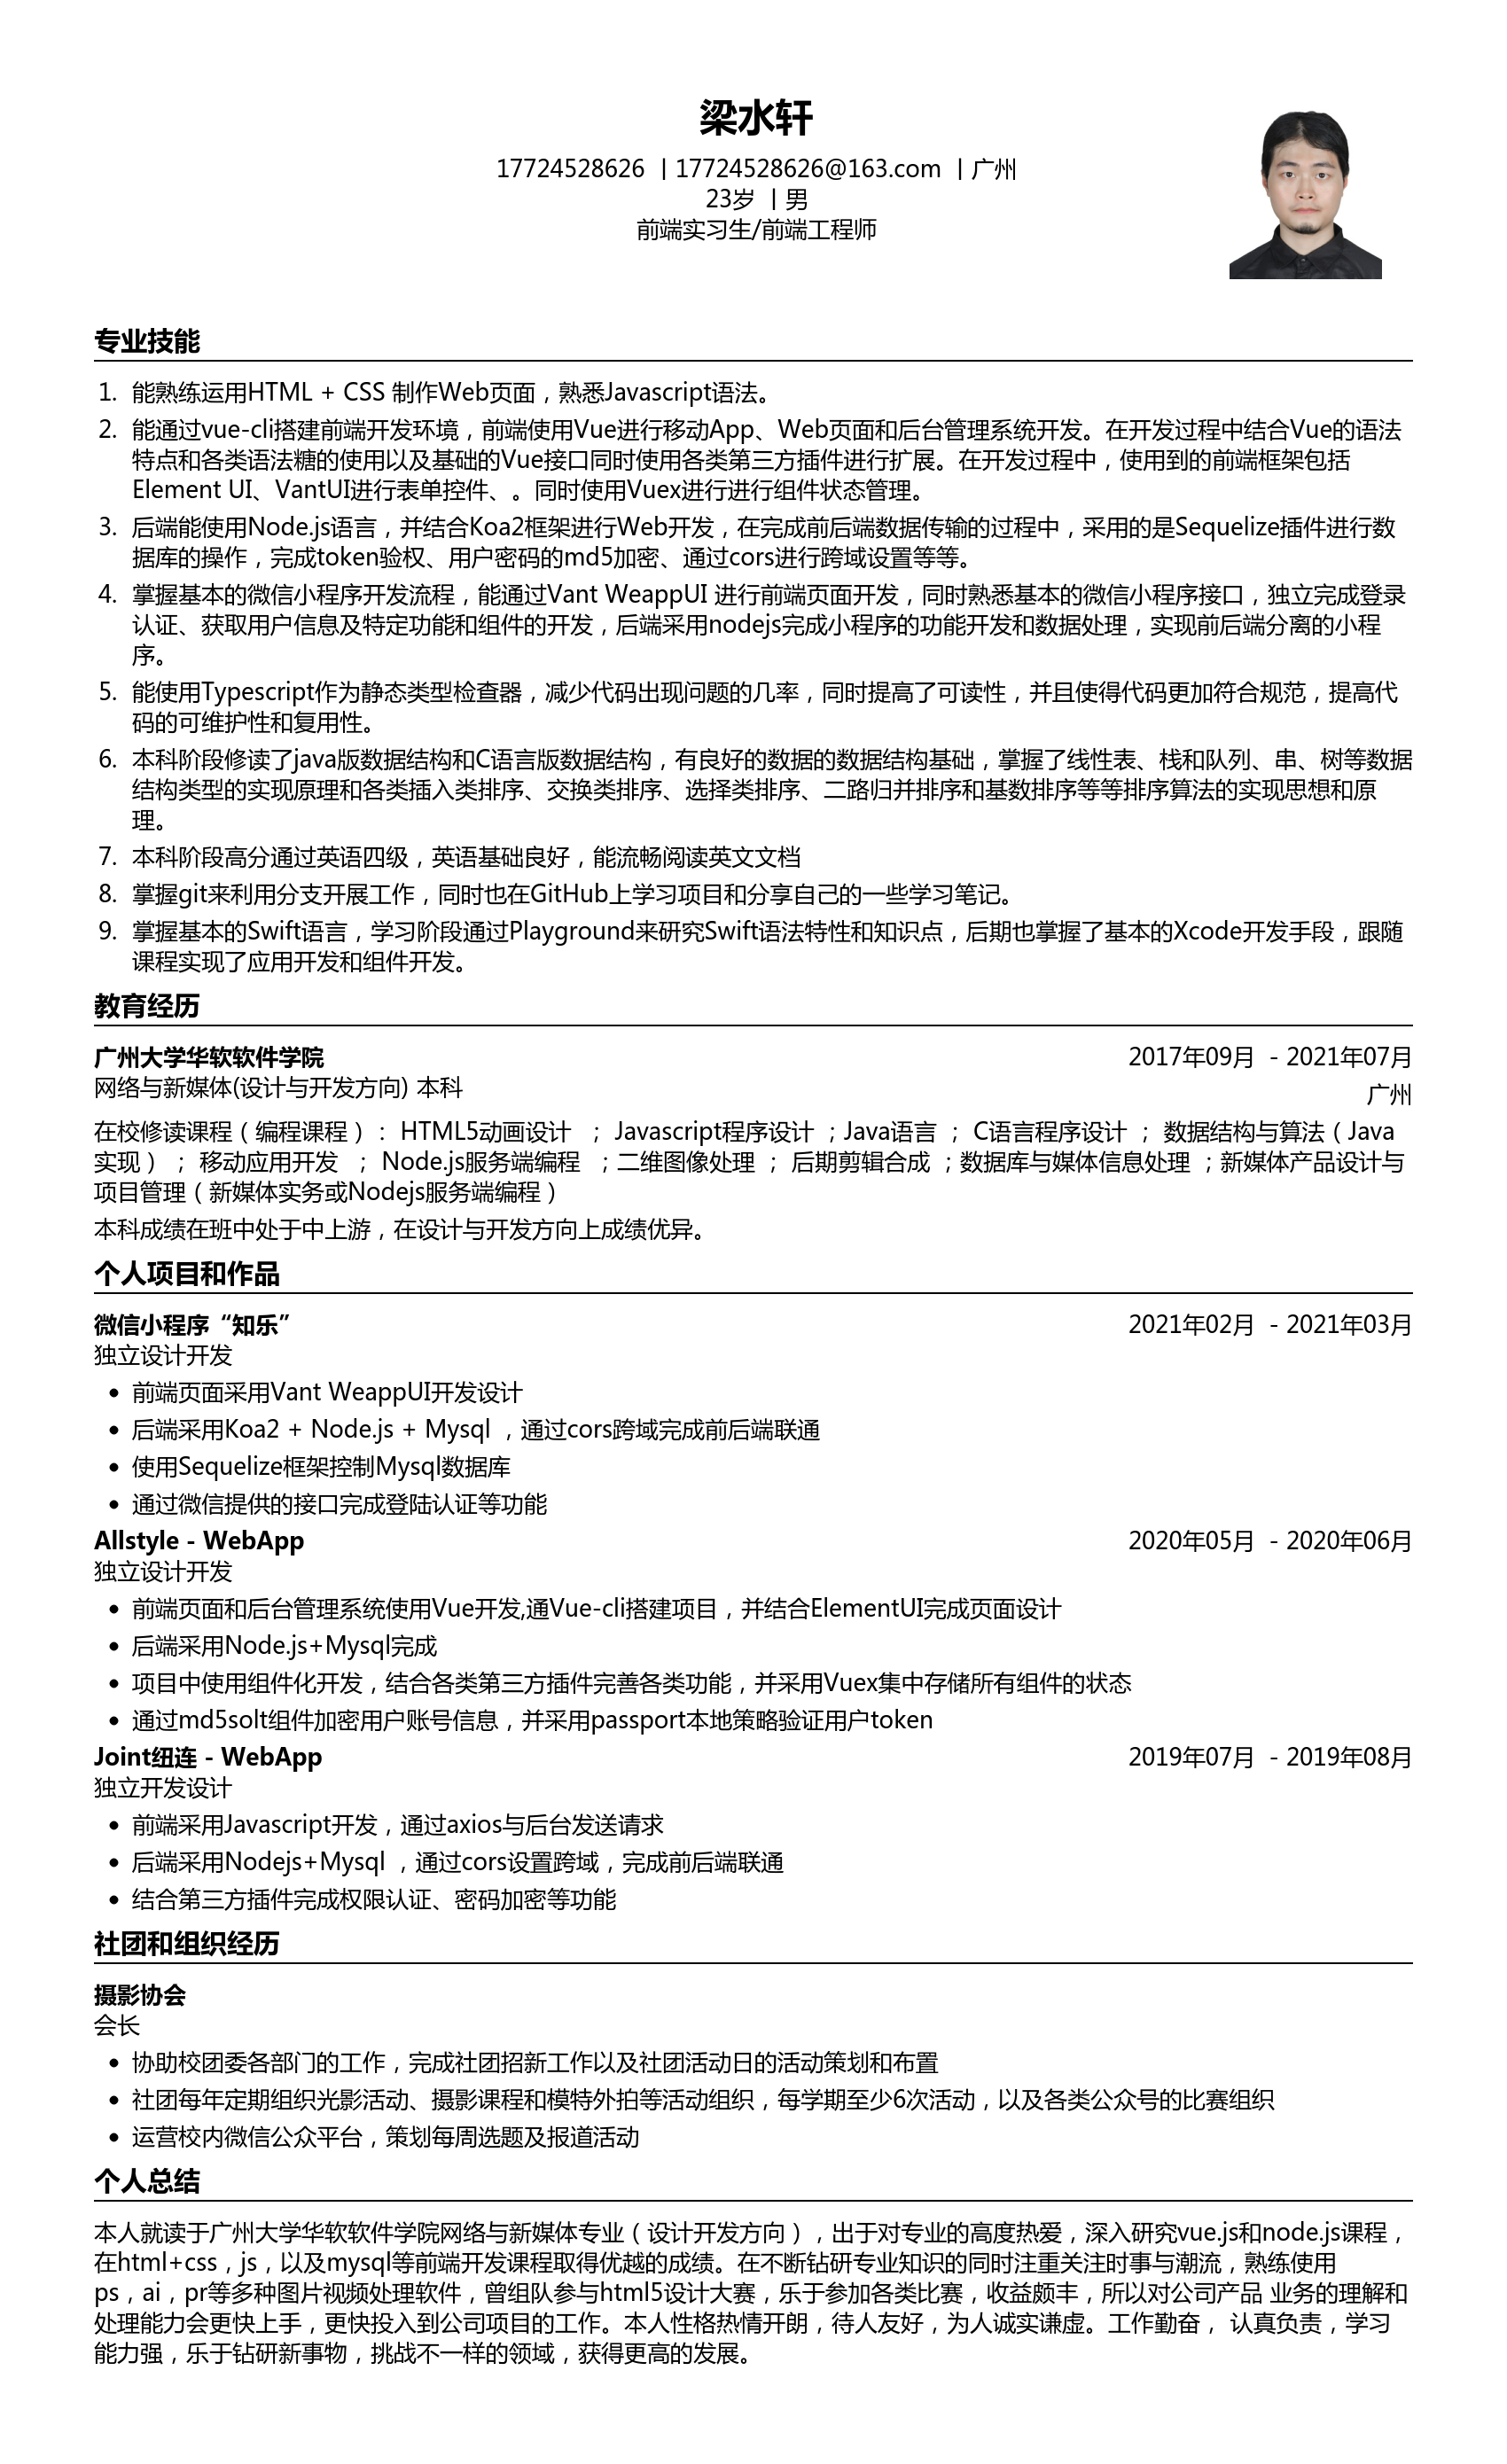 梁水轩
17724528626 | 17724528626@163.com | 广州
23岁 | 男
前端实习生/前端工程师
专业技能
1. 能熟练运用HTML + CSS 制作Web页面，熟悉Javascript语法。
2. 能通过vue-cli搭建前端开发环境，前端使用Vue进行移动App、Web页面和后台管理系统开发。在开发过程中结合Vue的语法
特点和各类语法糖的使用以及基础的Vue接口同时使用各类第三方插件进行扩展。在开发过程中，使用到的前端框架包括
Element UI、VantUI进行表单控件、。同时使用Vuex进行进行组件状态管理。
3. 后端能使用Node.js语言，并结合Koa2框架进行Web开发，在完成前后端数据传输的过程中，采用的是Sequelize插件进行数
据库的操作，完成token验权、用户密码的md5加密、通过cors进行跨域设置等等。
4. 掌握基本的微信小程序开发流程，能通过Vant WeappUI 进行前端页面开发，同时熟悉基本的微信小程序接口，独立完成登录
认证、获取用户信息及特定功能和组件的开发，后端采用nodejs完成小程序的功能开发和数据处理，实现前后端分离的小程
序。
5. 能使用Typescript作为静态类型检查器，减少代码出现问题的几率，同时提高了可读性，并且使得代码更加符合规范，提高代
码的可维护性和复用性。
6. 本科阶段修读了java版数据结构和C语言版数据结构，有良好的数据的数据结构基础，掌握了线性表、栈和队列、串、树等数据
结构类型的实现原理和各类插入类排序、交换类排序、选择类排序、二路归并排序和基数排序等等排序算法的实现思想和原
理。
7. 本科阶段高分通过英语四级，英语基础良好，能流畅阅读英文文档
8. 掌握git来利用分支开展工作，同时也在GitHub上学习项目和分享自己的一些学习笔记。
9. 掌握基本的Swift语言，学习阶段通过Playground来研究Swift语法特性和知识点，后期也掌握了基本的Xcode开发手段，跟随
课程实现了应用开发和组件开发。
教育经历
广州大学华软软件学院 2017年09月 - 2021年07月
网络与新媒体(设计与开发方向) 本科 广州
在校修读课程（编程课程）： HTML5动画设计 ； Javascript程序设计 ；Java语言 ； C语言程序设计 ； 数据结构与算法（Java
实现） ； 移动应用开发 ； Node.js服务端编程 ；二维图像处理 ； 后期剪辑合成 ；数据库与媒体信息处理 ；新媒体产品设计与
项目管理（新媒体实务或Nodejs服务端编程）
本科成绩在班中处于中上游，在设计与开发方向上成绩优异。
个人项目和作品
微信小程序“知乐” 2021年02月 - 2021年03月
独立设计开发
• 前端页面采用Vant WeappUI开发设计
• 后端采用Koa2 + Node.js + Mysql ，通过cors跨域完成前后端联通
• 使用Sequelize框架控制Mysql数据库
• 通过微信提供的接口完成登陆认证等功能
Allstyle - WebApp 2020年05月 - 2020年06月
独立设计开发
• 前端页面和后台管理系统使用Vue开发,通Vue-cli搭建项目，并结合ElementUI完成页面设计
• 后端采用Node.js+Mysql完成
• 项目中使用组件化开发，结合各类第三方插件完善各类功能，并采用Vuex集中存储所有组件的状态
• 通过md5solt组件加密用户账号信息，并采用passport本地策略验证用户token
Joint纽连 - WebApp 2019年07月 - 2019年08月
独立开发设计
• 前端采用Javascript开发，通过axios与后台发送请求
• 后端采用Nodejs+Mysql ，通过cors设置跨域，完成前后端联通
• 结合第三方插件完成权限认证、密码加密等功能
社团和组织经历
摄影协会
会长
• 协助校团委各部门的工作，完成社团招新工作以及社团活动日的活动策划和布置
• 社团每年定期组织光影活动、摄影课程和模特外拍等活动组织，每学期至少6次活动，以及各类公众号的比赛组织
• 运营校内微信公众平台，策划每周选题及报道活动
个人总结
本人就读于广州大学华软软件学院网络与新媒体专业（设计开发方向），出于对专业的高度热爱，深入研究vue.js和node.js课程，
在html+css，js，以及mysql等前端开发课程取得优越的成绩。在不断钻研专业知识的同时注重关注时事与潮流，熟练使用
ps，ai，pr等多种图片视频处理软件，曾组队参与html5设计大赛，乐于参加各类比赛，收益颇丰，所以对公司产品 业务的理解和
处理能力会更快上手，更快投入到公司项目的工作。本人性格热情开朗，待人友好，为人诚实谦虚。工作勤奋， 认真负责，学习
能力强，乐于钻研新事物，挑战不一样的领域，获得更高的发展。